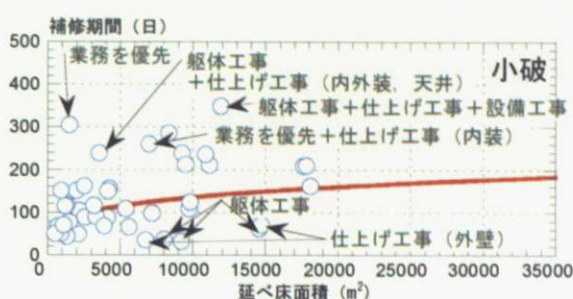 補修期間（日）
500
400
300
200
100
0
業務を優先
躯体工事
＋仕上げ工事（内外装、天井）
小破
躯体工事＋仕上げ工事＋設備工事
業務を優先＋仕上げ工事（内装）
躯体工事
仕上げ工事（外壁）
0 5000 10000 15000 20000 25000 30000 35000
延べ床面積（m²）